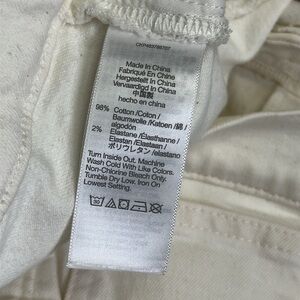 Made in China
Fabriqué En Chine
Hergestellt In China
Vervaardigd In China
中国製
hecho en china
98% Cotton/Coton/
Baumwolle/Katoen/綿/
algodón
2% Elastane/Élasthanne/
Elastan/Elastaan/
ポリウレタン/elastano
Turn Inside Out. Machine
Wash Cold With Like Colors.
Non-Chlorine Bleach Only.
Tumble Dry Low. Iron On
Lowest Setting.